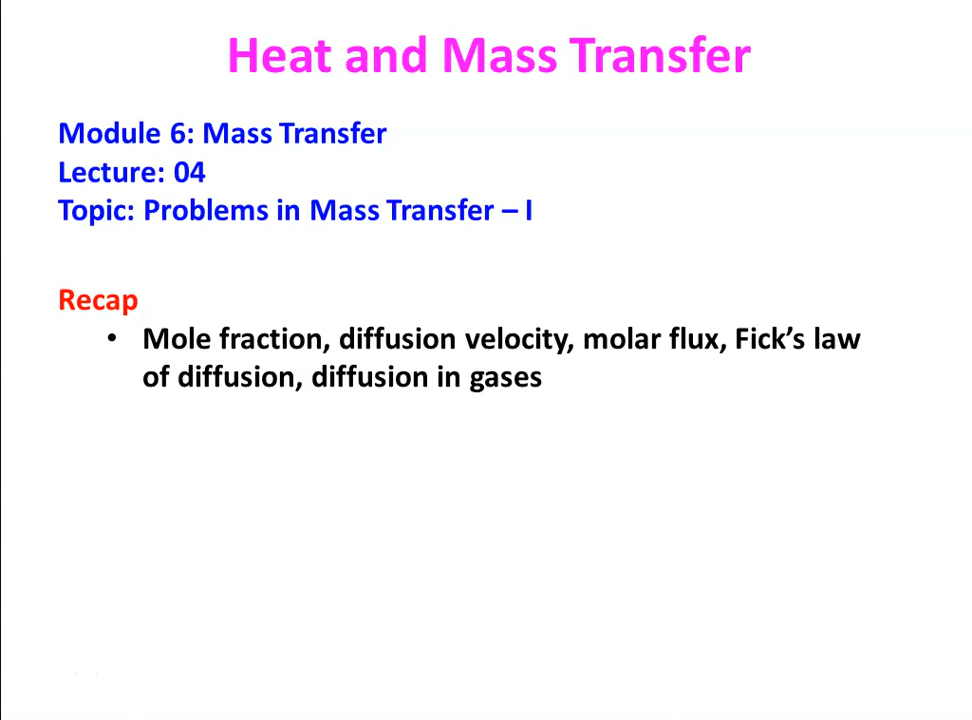 Heat and Mass Transfer
Module 6: Mass Transfer
Lecture: 04
Topic: Problems in Mass Transfer – I
Recap
• Mole fraction, diffusion velocity, molar flux, Fick’s law
of diffusion, diffusion in gases